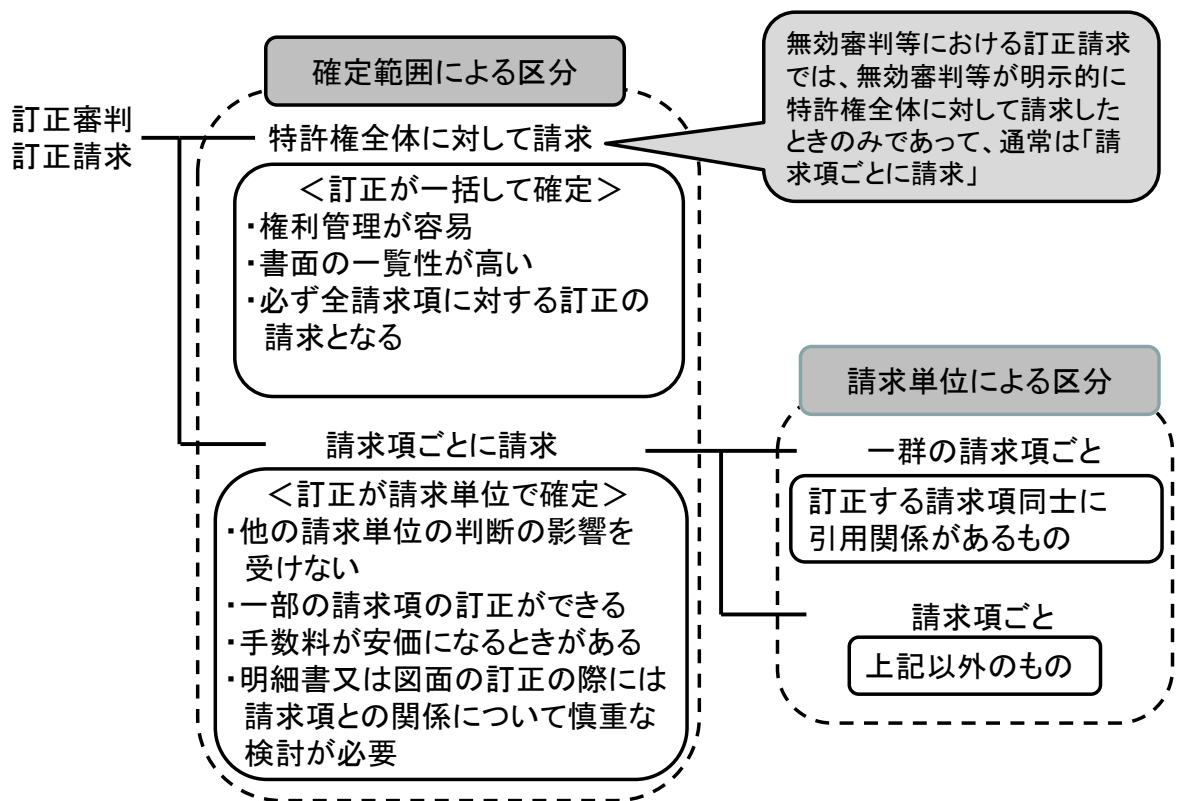 訂正審判
訂正請求
確定範囲による区分
特許権全体に対して請求
無効審判等における訂正請求
では、無効審判等が明示的に
特許権全体に対して請求した
ときのみであって、通常は「請
求項ごとに請求」
＜訂正が一括して確定＞
・権利管理が容易
・書面の一覧性が高い
・必ず全請求項に対する訂正の
請求となる
請求項ごとに請求
＜訂正が請求単位で確定＞
・他の請求単位の判断の影響を
受けない
・一部の請求項の訂正ができる
・手数料が安価になるときがある
・明細書又は図面の訂正の際には
請求項との関係について慎重な
検討が必要
請求単位による区分
一群の請求項ごと
訂正する請求項同士に
引用関係があるもの
請求項ごと
上記以外のもの